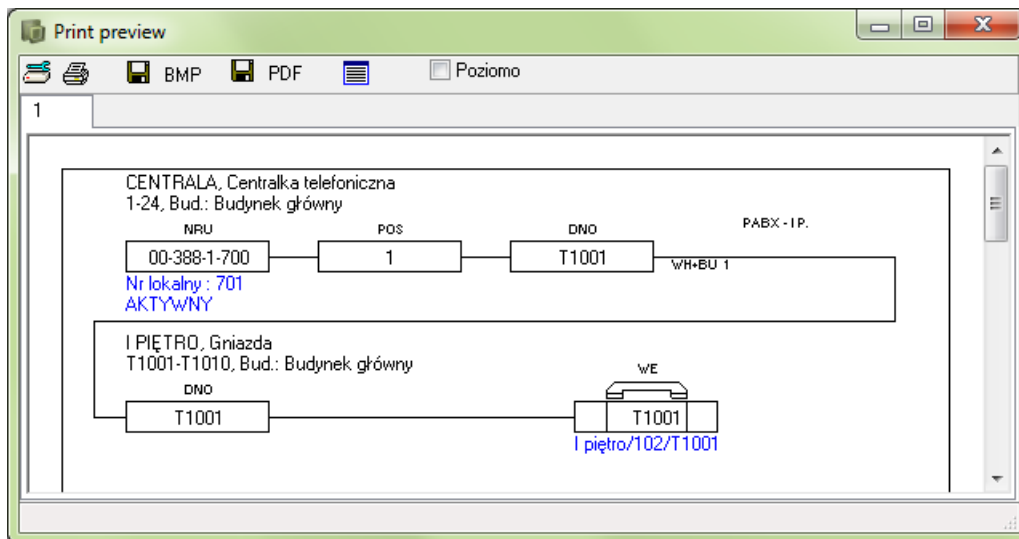 Print preview
BMP PDF Poziomo
1
CENTRALA, Centralka telefoniczna
1-24, Bud.: Budynek główny
NRU POS DNO PABX - I P.
00-388-1-700 1 T1001 WH+BU 1
Nr lokalny : 701
AKTYWNY
I PIĘTRO, Gniazda
T1001-T1010, Bud.: Budynek główny
DNO WE
T1001 T1001
I piętro/102/T1001